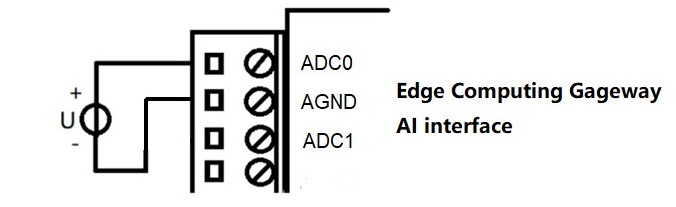 ADC0
+
Edge Computing Gageway
AGND
U
AI interface
ADC1
-